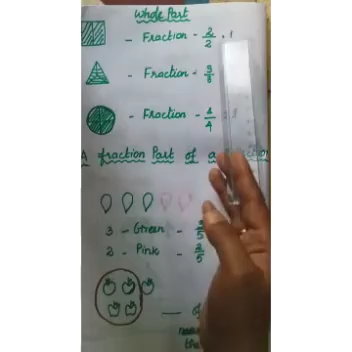 Whole Part
- Fraction - 2/2
- Fraction - 3/3
- Fraction - 4/4
A fraction Part of a
3 - Green - 3/5
2 - Pink - 2/5